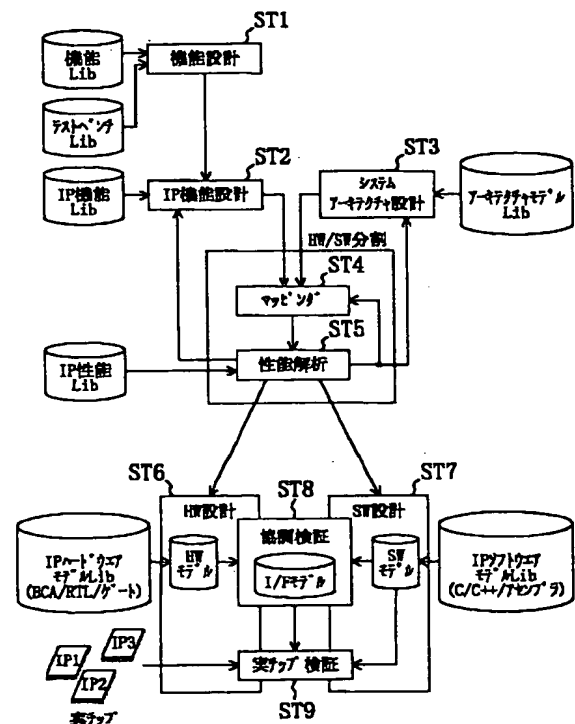 ST1
機能
Lib
機能設計
テストベンチ
Lib
ST2
ST3
IP機能
Lib
IP機能設計
システム
アーキテクチャ設計
アーキテクチャモデル
Lib
HW/SW分割
ST4
マッピング
ST5
IP性能
Lib
性能解析
ST6
ST8
ST7
HW設計
SW設計
協調検証
IPハードウエア
モデルLib
(BCA/RTL/ゲート)
HW
モデル
I/Fモデル
SW
モデル
IPソフトウエア
モデルLib
(C/C++/アセンブラ)
IP1
IP3
IP2
実チップ
実チップ検証
ST9